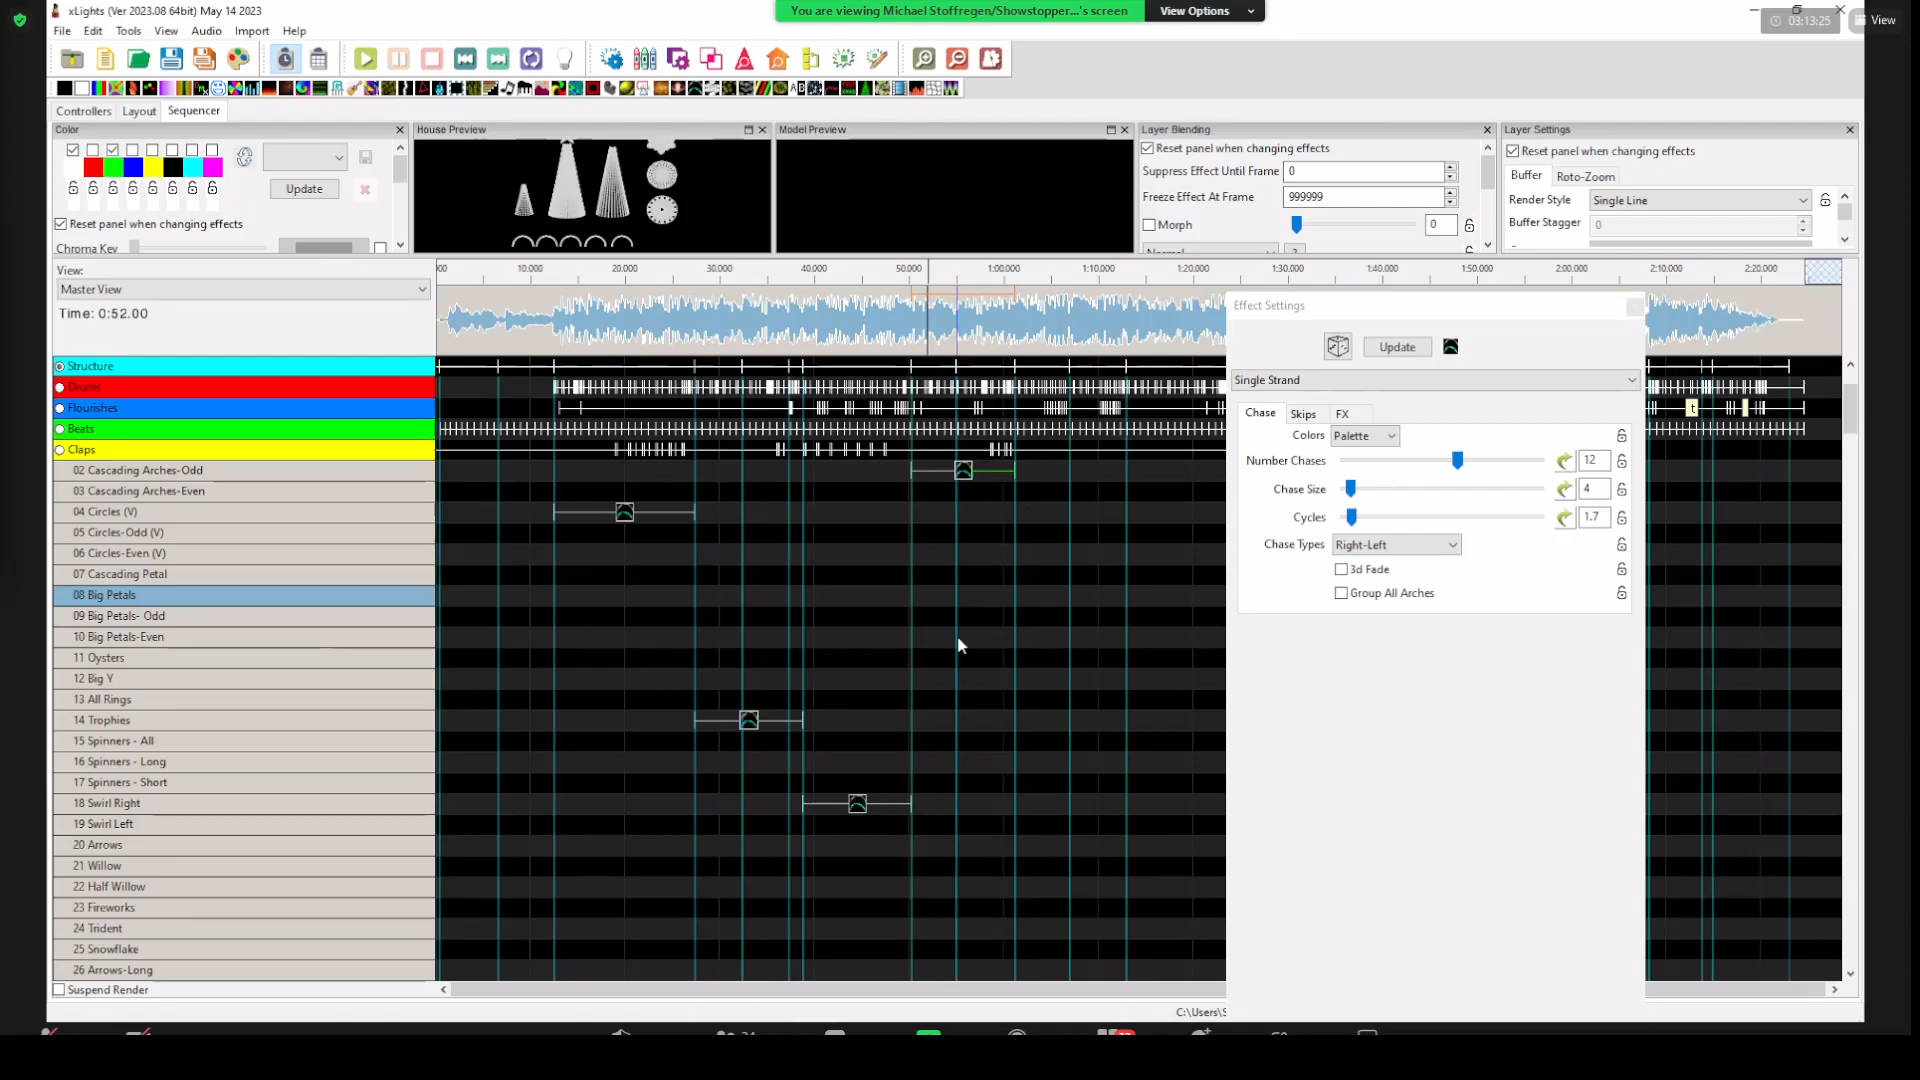 xLights (Ver 2023.08 64bit) May 14 2023
You are viewing Michael Stoffregen/Showstopper...'s screen
View Options
03:13:25
View
File Edit Tools View Audio Import Help
Controllers Layout Sequencer
Color
House Preview
Model Preview
Layer Blending
Layer Settings
Update
Reset panel when changing effects
Chroma Key
Reset panel when changing effects
Suppress Effect Until Frame 0
Freeze Effect At Frame 999999
Morph 0
Normal
Reset panel when changing effects
Buffer Roto-Zoom
Render Style Single Line
Buffer Stagger 0
View:
Master View
Time: 0:52.00
10.000 20.000 30.000 40.000 50.000 1:00.000 1:10.000 1:20.000 1:30.000 1:40.000 1:50.000 2:00.000 2:10.000 2:20.000
Structure
Drums
Flourishes
t
Beats
Claps
02 Cascading Arches-Odd
03 Cascading Arches-Even
04 Circles (V)
05 Circles-Odd (V)
06 Circles-Even (V)
07 Cascading Petal
08 Big Petals
09 Big Petals- Odd
10 Big Petals-Even
11 Oysters
12 Big Y
13 All Rings
14 Trophies
15 Spinners - All
16 Spinners - Long
17 Spinners - Short
18 Swirl Right
19 Swirl Left
20 Arrows
21 Willow
22 Half Willow
23 Fireworks
24 Trident
25 Snowflake
26 Arrows-Long
Suspend Render
Effect Settings
Update
Single Strand
Chase Skips FX
Colors Palette
Number Chases 12
Chase Size 4
Cycles 1.7
Chase Types Right-Left
3d Fade
Group All Arches
C:\Users\S